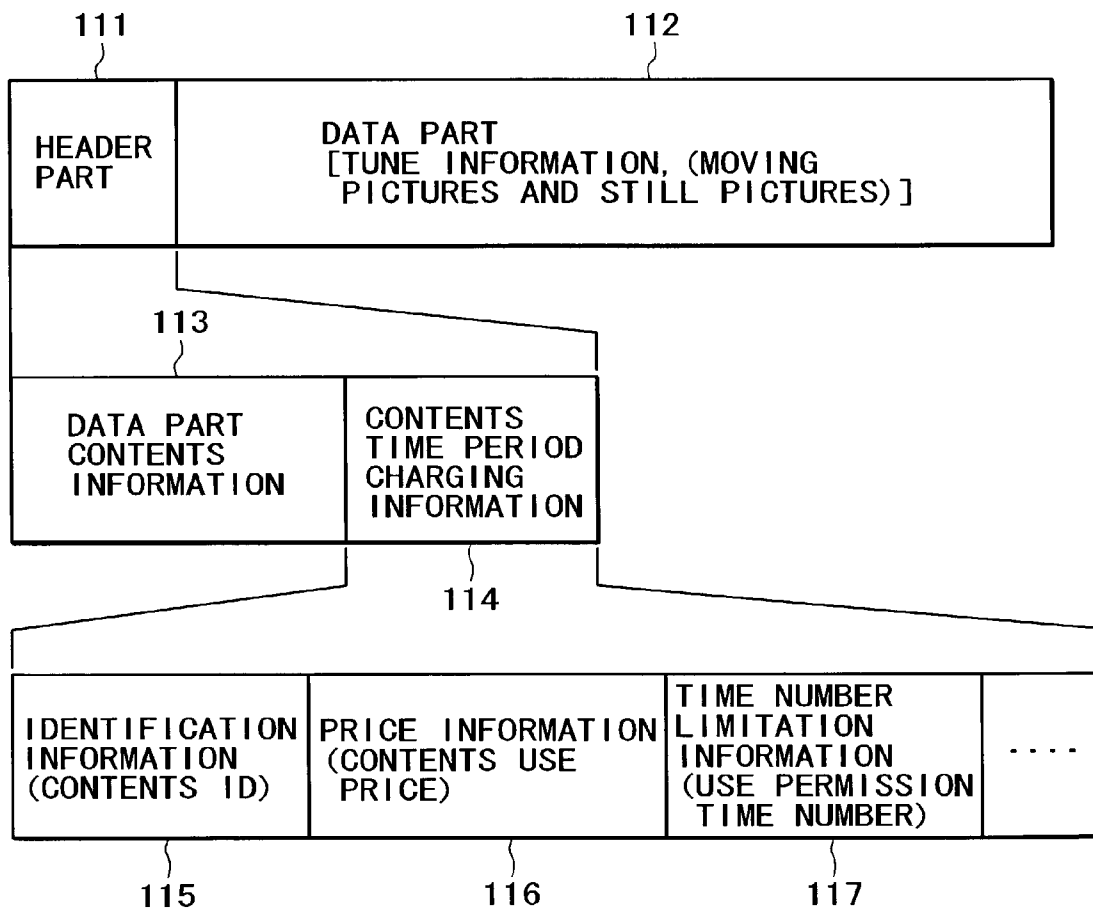 111
112
HEADER
PART
DATA PART
[TUNE INFORMATION, (MOVING
PICTURES AND STILL PICTURES)]
113
DATA PART
CONTENTS
INFORMATION
CONTENTS
TIME PERIOD
CHARGING
INFORMATION
114
IDENTIFICATION
INFORMATION
(CONTENTS ID)
PRICE INFORMATION
(CONTENTS USE
PRICE)
TIME NUMBER
LIMITATION
INFORMATION
(USE PERMISSION
TIME NUMBER)
....
115
116
117